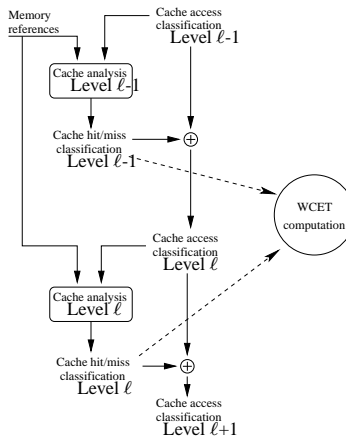 Memory
references
Cache access
classification
Level ℓ-1
Cache analysis
Level ℓ-1
Cache hit/miss
classification
Level ℓ-1
WCET
computation
Cache access
classification
Level ℓ
Cache analysis
Level ℓ
Cache hit/miss
classification
Level ℓ
Cache access
classification
Level ℓ+1